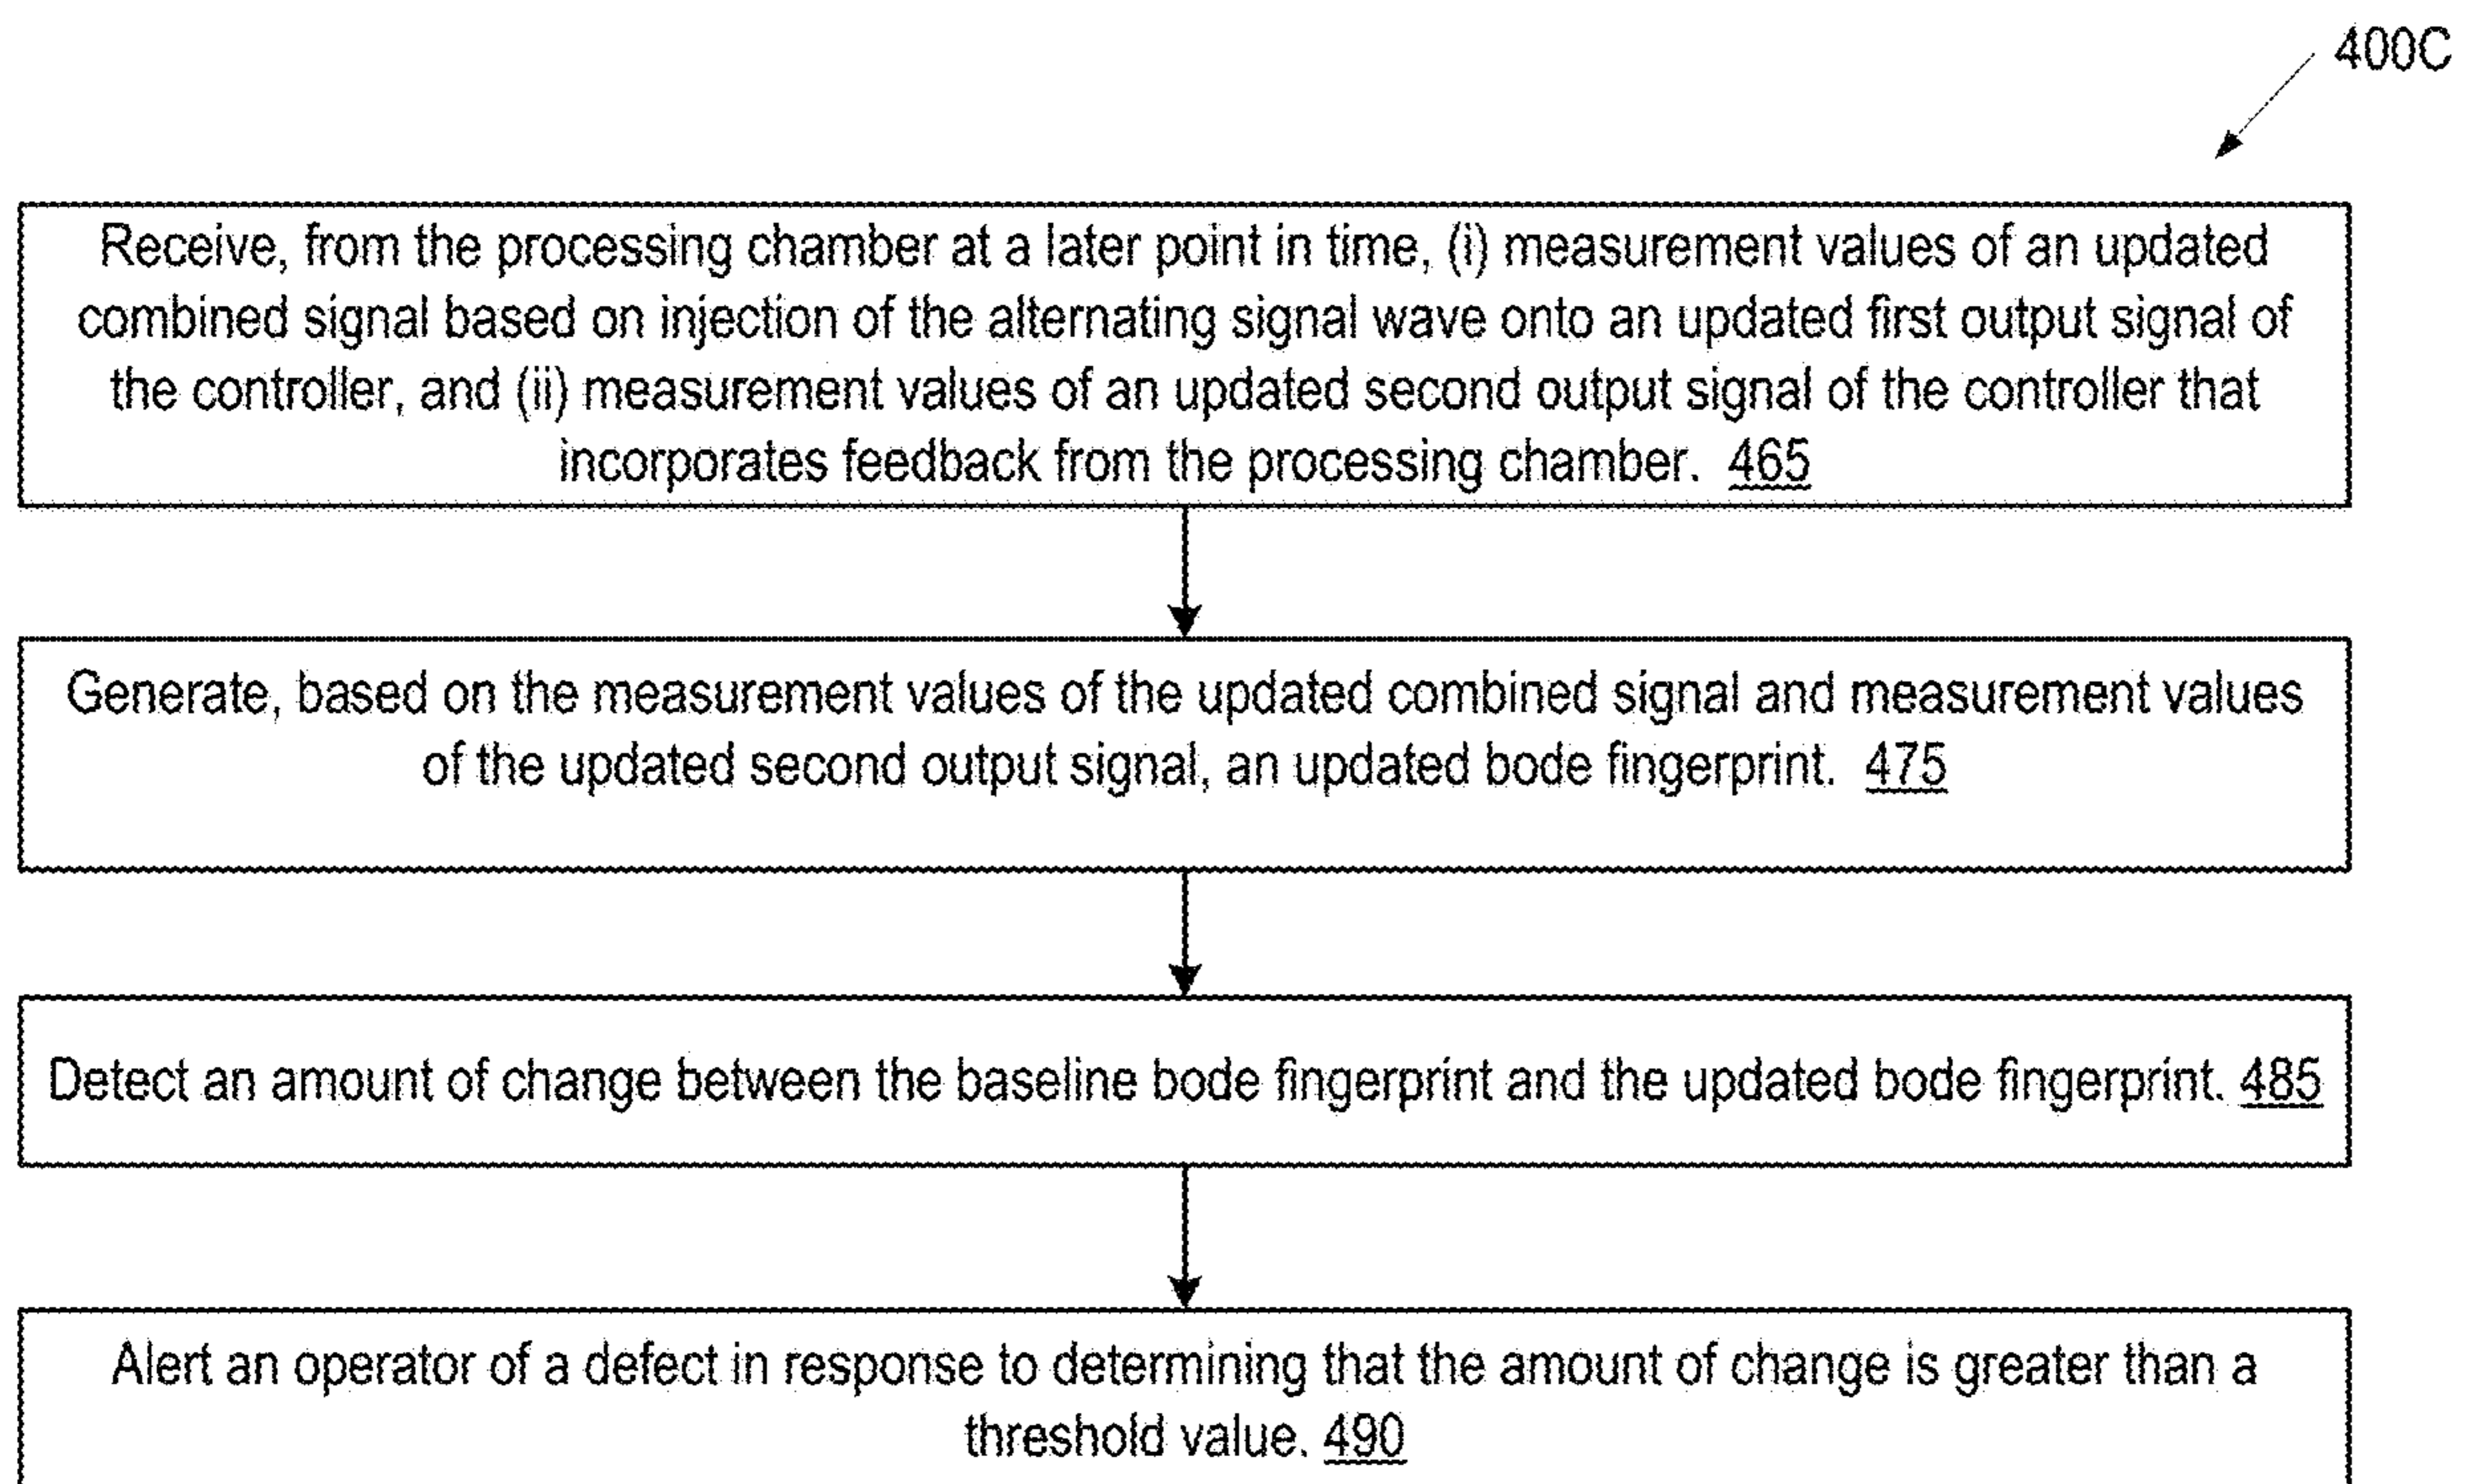 400C
Receive, from the processing chamber at a later point in time, (i) measurement values of an updated
combined signal based on injection of the alternating signal wave onto an updated first output signal of
the controller, and (ii) measurement values of an updated second output signal of the controller that
incorporates feedback from the processing chamber. 465
Generate, based on the measurement values of the updated combined signal and measurement values
of the updated second output signal, an updated bode fingerprint. 475
Detect an amount of change between the baseline bode fingerprint and the updated bode fingerprint. 485
Alert an operator of a defect in response to determining that the amount of change is greater than a
threshold value. 490